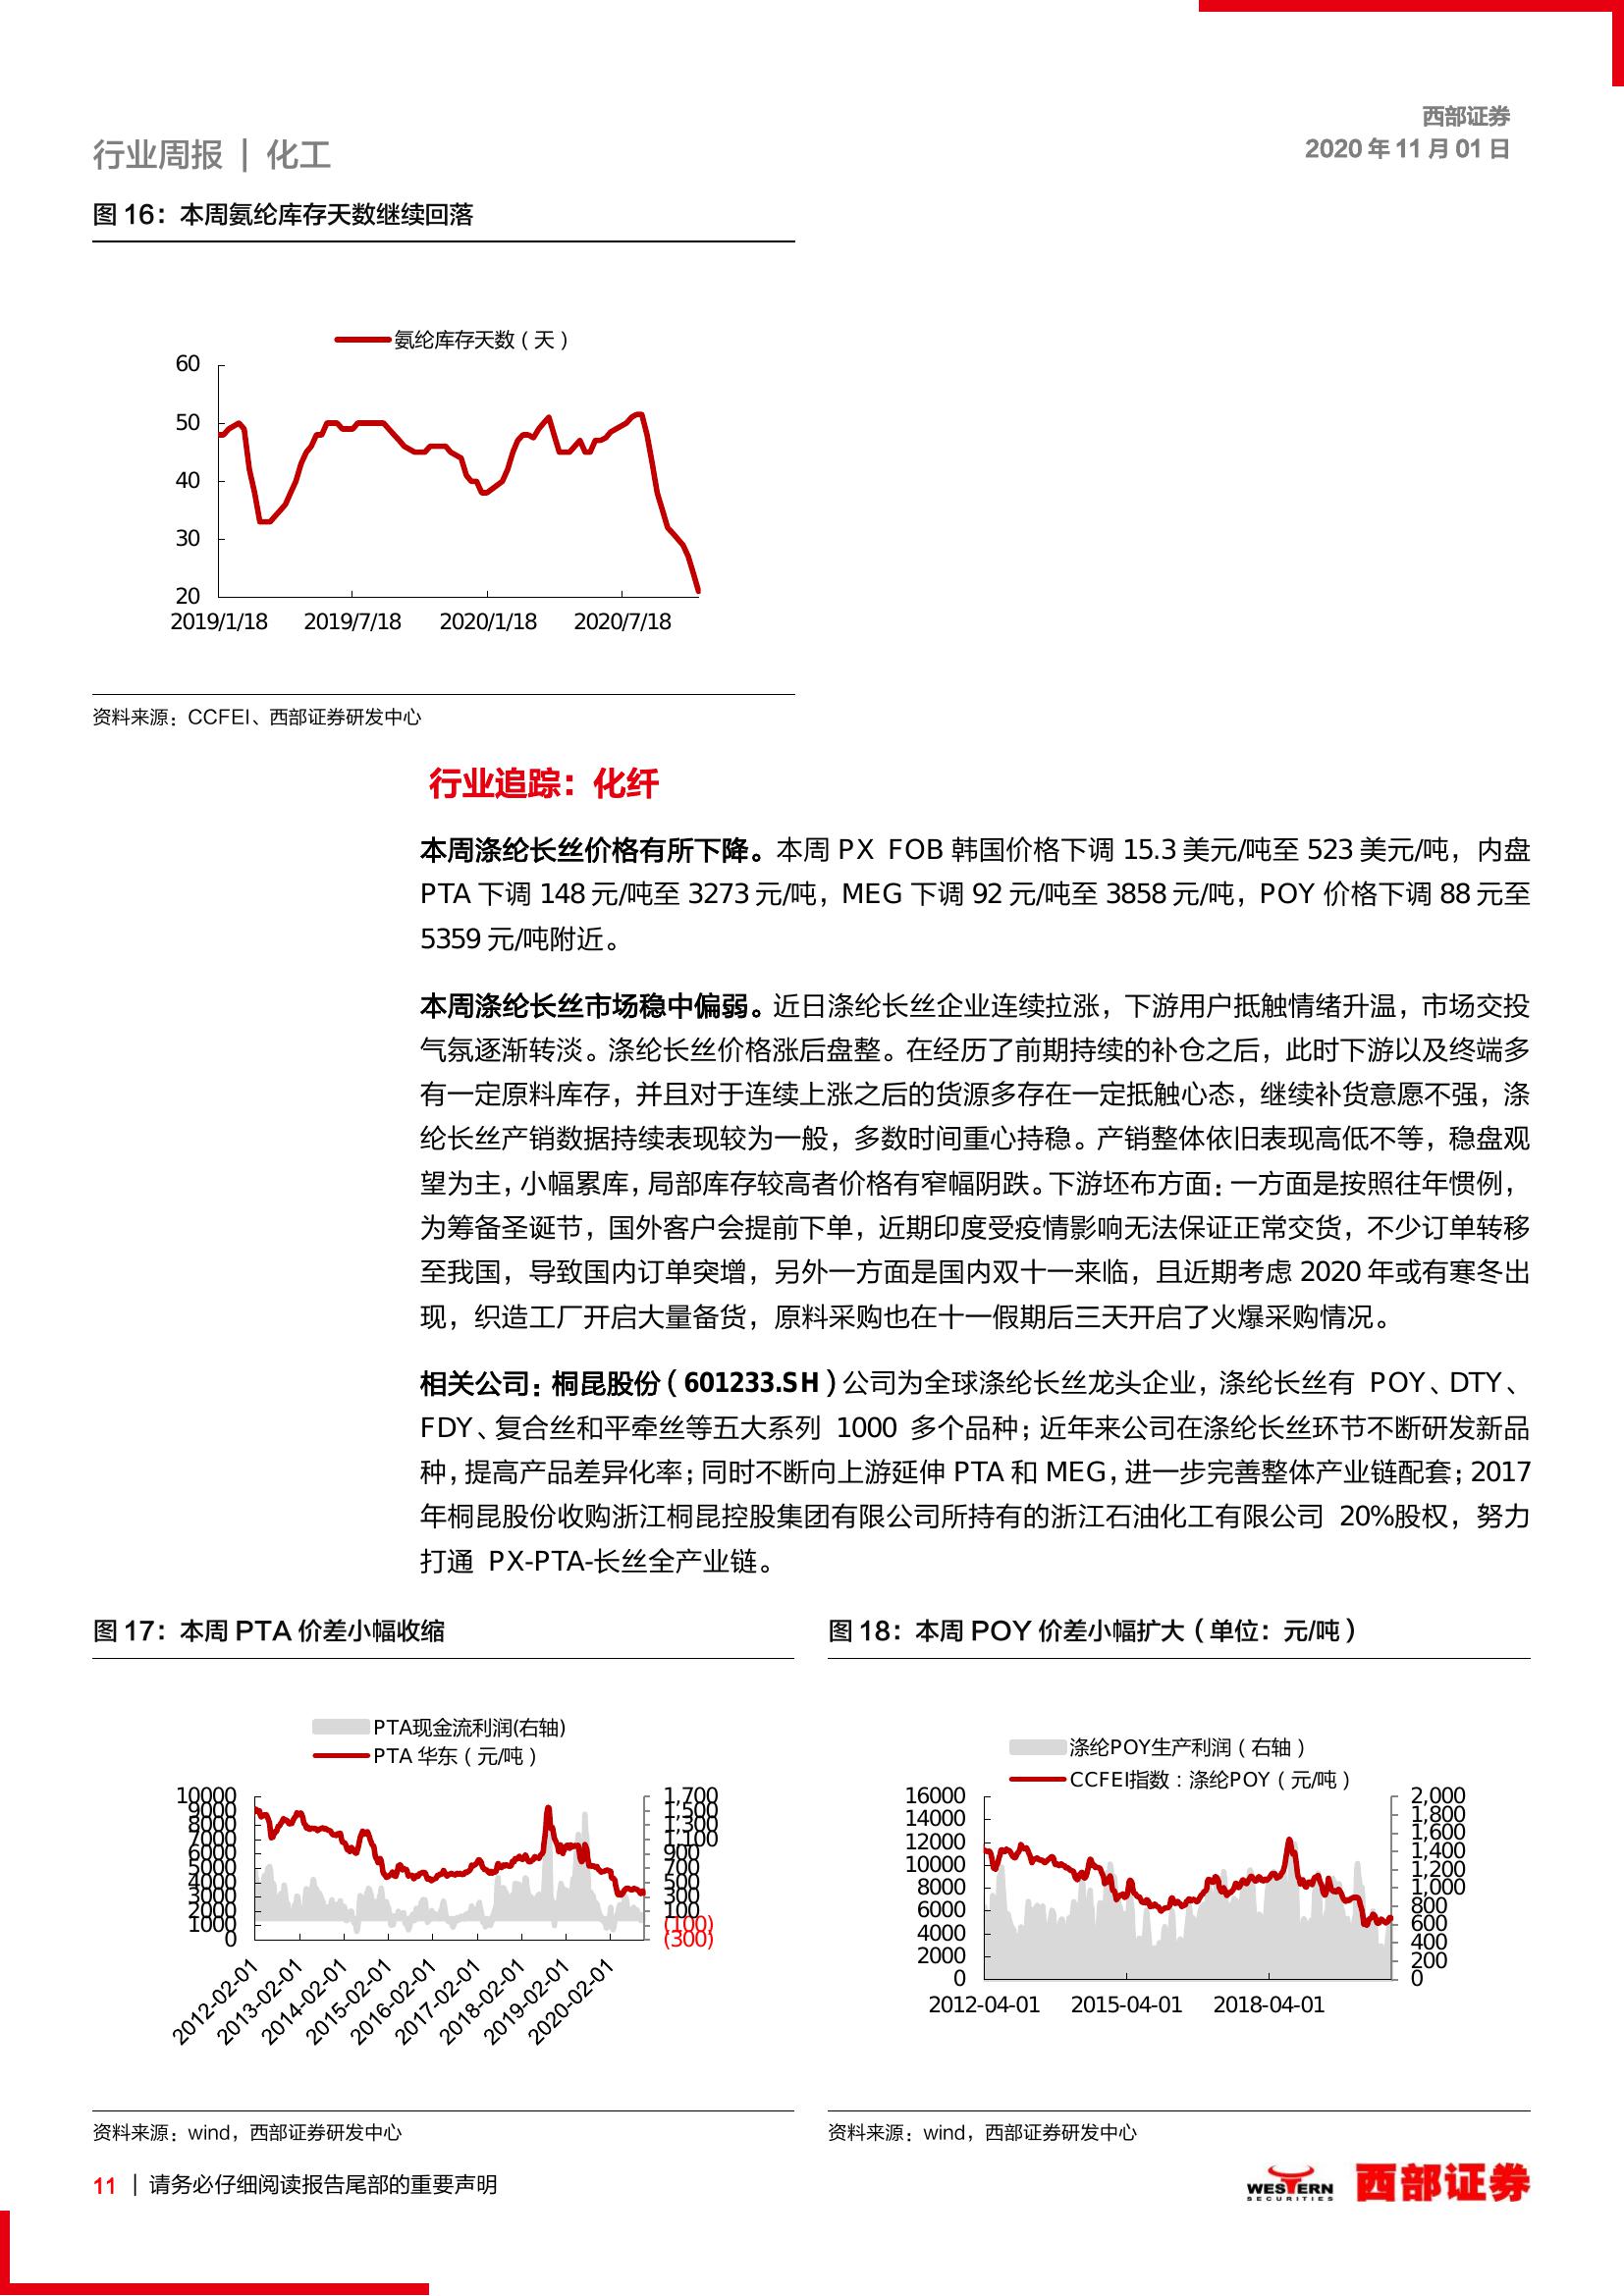 西部证券
2020 年 11 月 01 日
行业周报 | 化工
图 16：本周氨纶库存天数继续回落
氨纶库存天数（天）
60
50
40
30
20
2019/1/18 2019/7/18 2020/1/18 2020/7/18
资料来源：CCFEI、西部证券研发中心
行业追踪：化纤
本周涤纶长丝价格有所下降。本周 PX FOB 韩国价格下调 15.3 美元/吨至 523 美元/吨，内盘
PTA 下调 148 元/吨至 3273 元/吨，MEG 下调 92 元/吨至 3858 元/吨，POY 价格下调 88 元至
5359 元/吨附近。
本周涤纶长丝市场稳中偏弱。近日涤纶长丝企业连续拉涨，下游用户抵触情绪升温，市场交投
气氛逐渐转淡。涤纶长丝价格涨后盘整。在经历了前期持续的补仓之后，此时下游以及终端多
有一定原料库存，并且对于连续上涨之后的货源多存在一定抵触心态，继续补货意愿不强，涤
纶长丝产销数据持续表现较为一般，多数时间重心持稳。产销整体依旧表现高低不等，稳盘观
望为主，小幅累库，局部库存较高者价格有窄幅阴跌。下游坯布方面：一方面是按照往年惯例，
为筹备圣诞节，国外客户会提前下单，近期印度受疫情影响无法保证正常交货，不少订单转移
至我国，导致国内订单突增，另外一方面是国内双十一来临，且近期考虑 2020 年或有寒冬出
现，织造工厂开启大量备货，原料采购也在十一假期后三天开启了火爆采购情况。
相关公司：桐昆股份（601233.SH）公司为全球涤纶长丝龙头企业，涤纶长丝有 POY、DTY、
FDY、复合丝和平牵丝等五大系列 1000 多个品种；近年来公司在涤纶长丝环节不断研发新品
种，提高产品差异化率；同时不断向上游延伸 PTA 和 MEG，进一步完善整体产业链配套；2017
年桐昆股份收购浙江桐昆控股集团有限公司所持有的浙江石油化工有限公司 20%股权，努力
打通 PX-PTA-长丝全产业链。
图 17：本周 PTA 价差小幅收缩
PTA现金流利润(右轴)
PTA 华东（元/吨）
10000
9000
8000
7000
6000
5000
4000
3000
2000
1000
0
1,700
1,500
1,300
1,100
900
700
500
300
100
(100)
(300)
2012-02-01
2013-02-01
2014-02-01
2015-02-01
2016-02-01
2017-02-01
2018-02-01
2019-02-01
2020-02-01
资料来源：wind，西部证券研发中心
图 18：本周 POY 价差小幅扩大（单位：元/吨）
涤纶POY生产利润（右轴）
CCFEI指数：涤纶POY（元/吨）
16000
14000
12000
10000
8000
6000
4000
2000
0
2,000
1,800
1,600
1,400
1,200
1,000
800
600
400
200
0
2012-04-01 2015-04-01 2018-04-01
资料来源：wind，西部证券研发中心
11 | 请务必仔细阅读报告尾部的重要声明
WESTERN
SECURITIES
西部证券